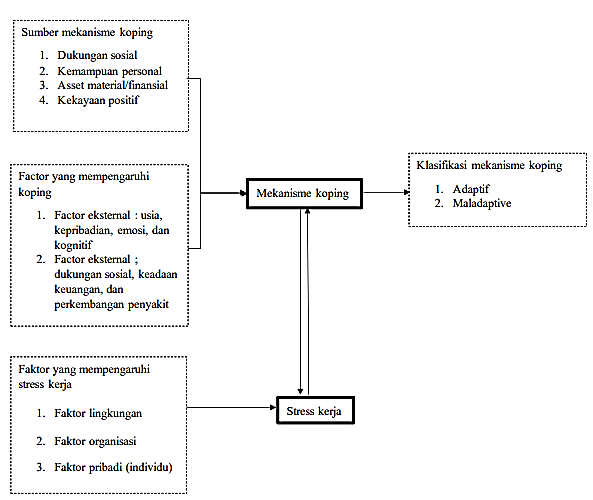 Sumber mekanisme koping
1. Dukungan sosial
2. Kemampuan personal
3. Asset material/finansial
4. Kekayaan positif
Factor yang mempengaruhi
koping
1. Factor eksternal : usia,
kepribadian, emosi, dan
kognitif
2. Factor eksternal ;
dukungan sosial, keadaan
keuangan, dan
perkembangan penyakit
Mekanisme koping
Klasifikasi mekanisme koping
1. Adaptif
2. Maladaptive
Faktor yang mempengaruhi
stress kerja
1. Faktor lingkungan
2. Faktor organisasi
3. Faktor pribadi (individu)
Stress kerja